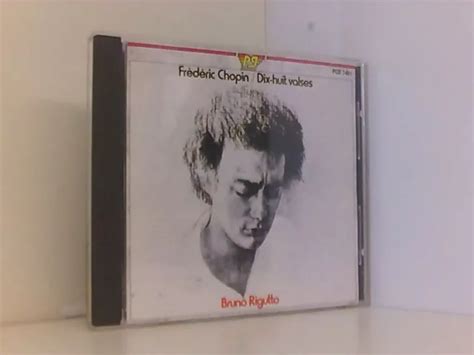 Frédéric Chopin / Dix-huit valses
Bruno Rigutto